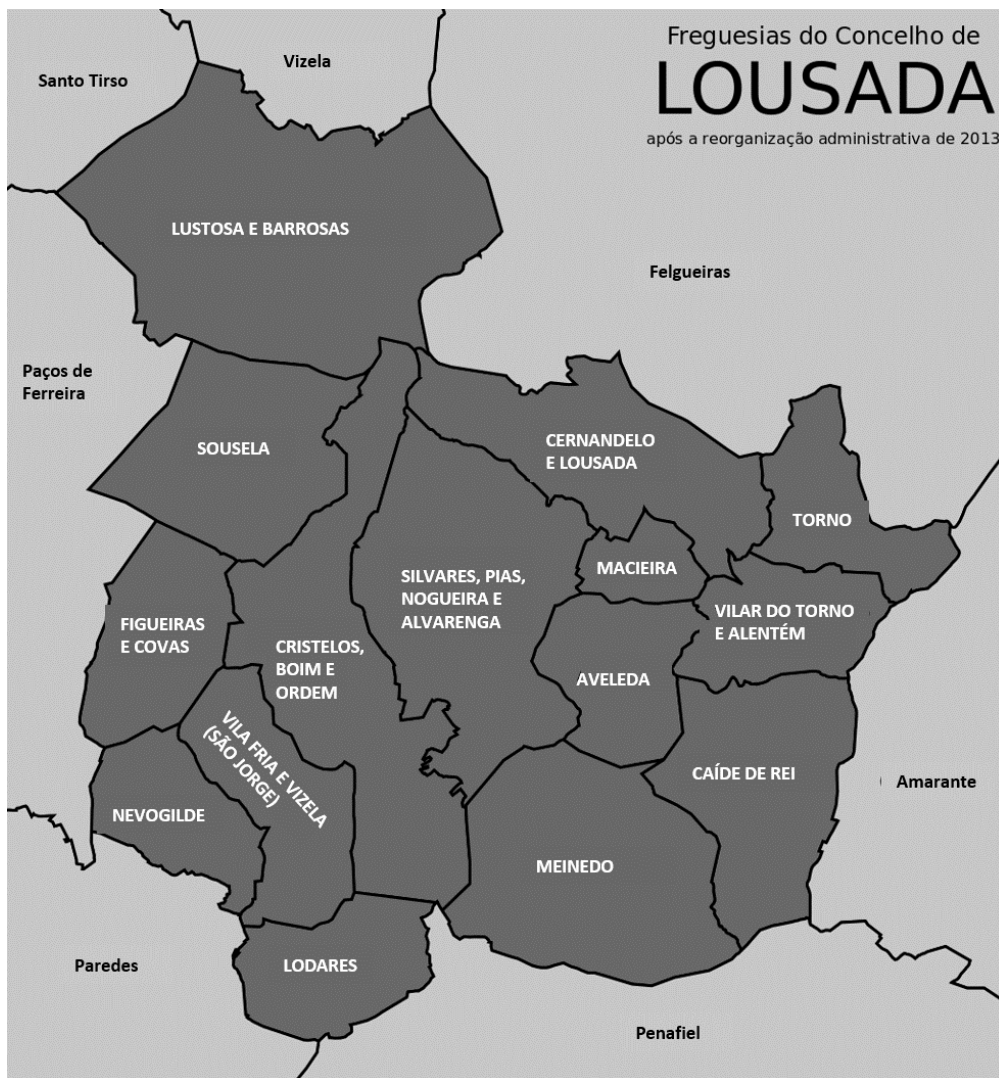 Freguesias do Concelho de
LOUSADA
após a reorganização administrativa de 2013
Vizela
Santo Tirso
LUSTOSA E BARROSAS
Felgueiras
Paços de
Ferreira
SOUSELA
CERNANDELO
E LOUSADA
TORNO
MACIEIRA
SILVARES, PIAS,
NOGUEIRA E
ALVARENGA
VILAR DO TORNO
E ALENTÉM
FIGUEIRAS
E COVAS
CRISTELOS,
BOIM E
ORDEM
AVELEDA
VILA FRIA E VIZELA
(SÃO JORGE)
CAÍDE DE REI
Amarante
NEVOGILDE
MEINEDO
Paredes
LODARES
Penafiel